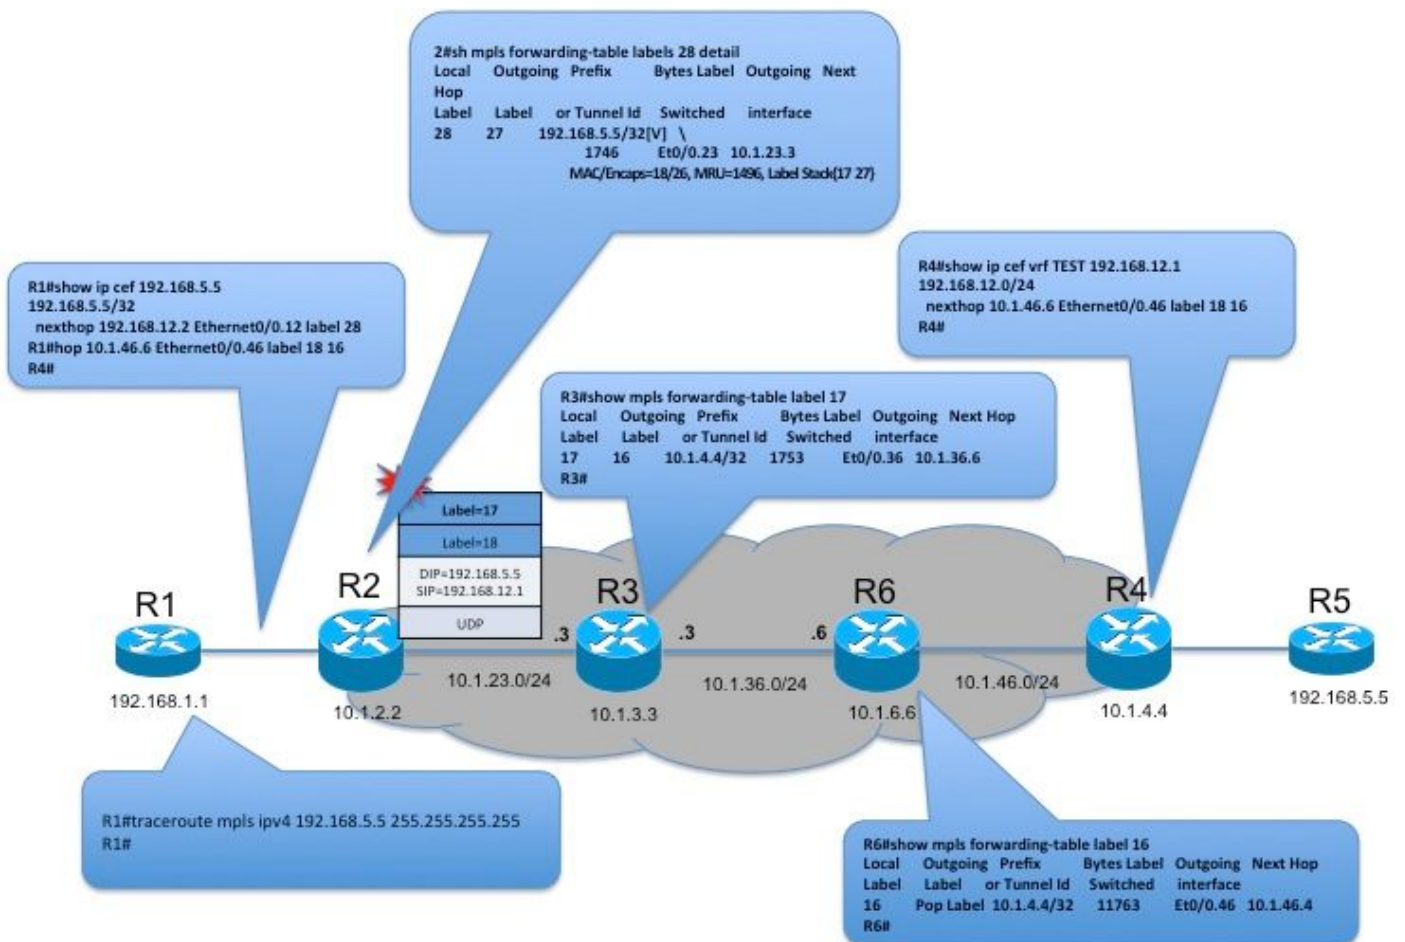 2#sh mpls forwarding-table labels 28 detail
Local Outgoing Prefix Bytes Label Outgoing Next
Hop
Label Label or Tunnel Id Switched interface
28 27 192.168.5.5/32[V] \
1746 Et0/0.23 10.1.23.3
MAC/Encaps=18/26, MRU=1496, Label Stack{17 27}
R1#show ip cef 192.168.5.5
192.168.5.5/32
nexthop 192.168.12.2 Ethernet0/0.12 label 28
R1#hop 10.1.46.6 Ethernet0/0.46 label 18 16
R4#
R4#show ip cef vrf TEST 192.168.12.1
192.168.12.0/24
nexthop 10.1.46.6 Ethernet0/0.46 label 18 16
R4#
R3#show mpls forwarding-table label 17
Local Outgoing Prefix Bytes Label Outgoing Next Hop
Label Label or Tunnel Id Switched interface
17 16 10.1.4.4/32 1753 Et0/0.36 10.1.36.6
R3#
Label=17
Label=18
DIP=192.168.5.5
SIP=192.168.12.1
UDP
R1 R2 R3 R6 R4 R5
.3 .3 .6
10.1.23.0/24 10.1.36.0/24 10.1.46.0/24
192.168.1.1 10.1.2.2 10.1.3.3 10.1.6.6 10.1.4.4 192.168.5.5
R1#traceroute mpls ipv4 192.168.5.5 255.255.255.255
R1#
R6#show mpls forwarding-table label 16
Local Outgoing Prefix Bytes Label Outgoing Next Hop
Label Label or Tunnel Id Switched interface
16 Pop Label 10.1.4.4/32 11763 Et0/0.46 10.1.46.4
R6#